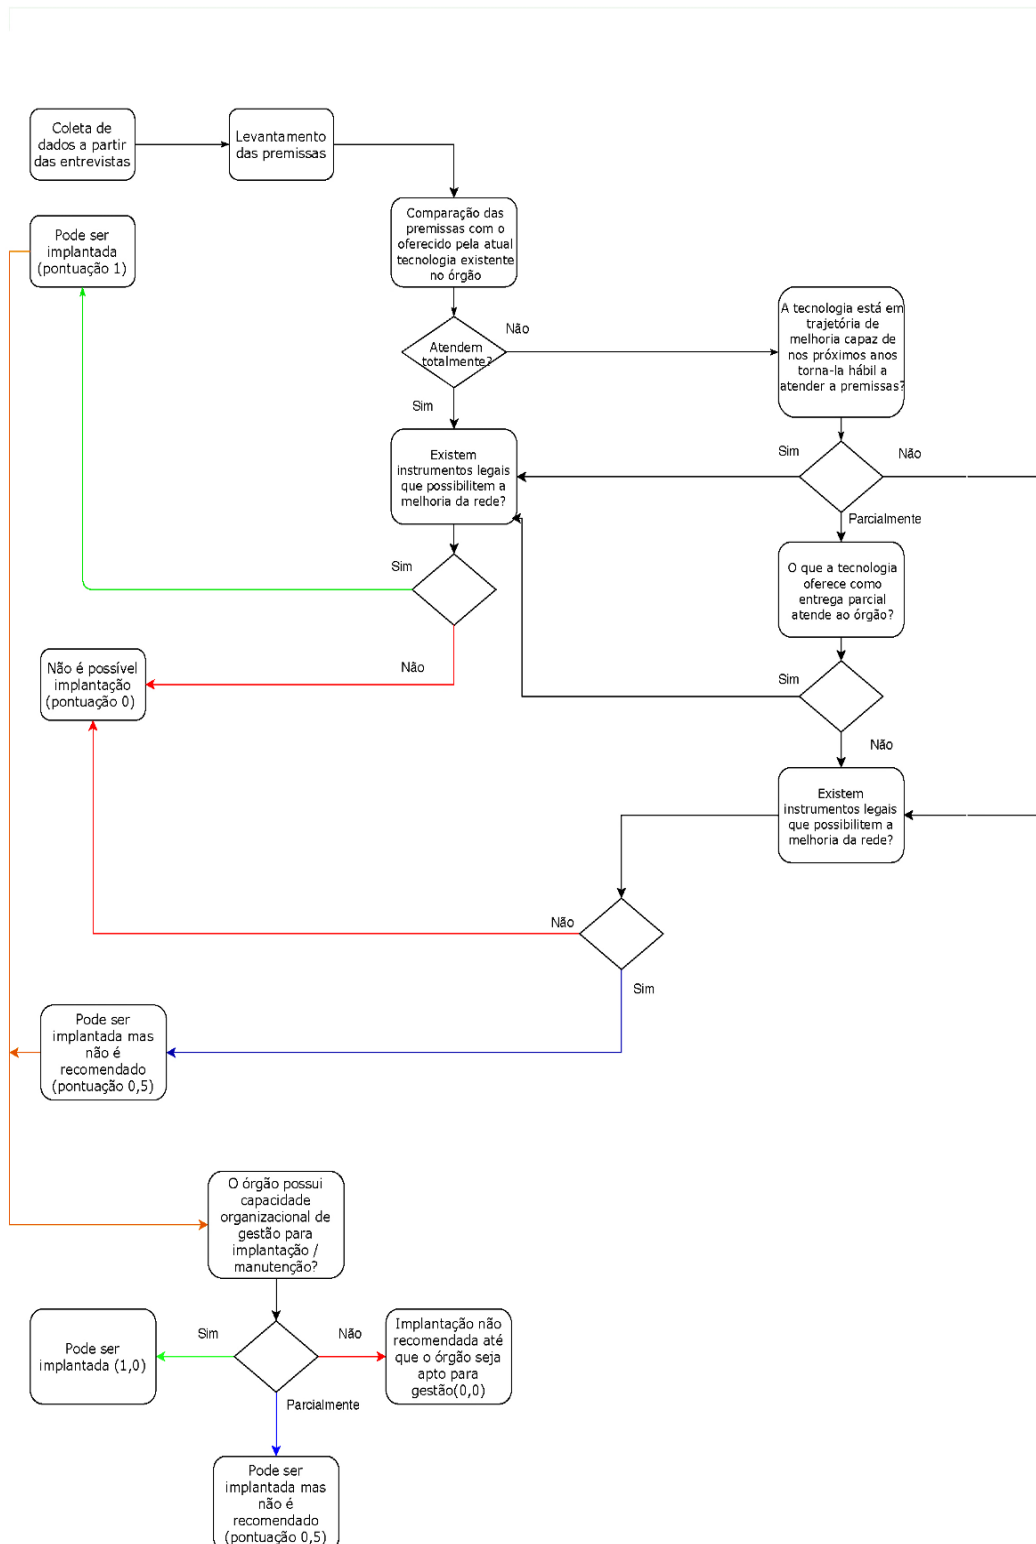 Coleta de
dados a partir
das entrevistas
Levantamento
das premissas
Pode ser
implantada
(pontuação 1)
Comparação das
premissas com o
oferecido pela atual
tecnologia existente
no órgão
Atendem
totalmente?
Não
Sim
A tecnologia está em
trajetória de
melhoria capaz de
nos próximos anos
torna-la hábil a
atender a premissas?
Existem
instrumentos legais
que possibilitem a
melhoria da rede?
Sim
Não
Parcialmente
Sim
Não
O que a tecnologia
oferece como
entrega parcial
atende ao órgão?
Não é possível
implantação
(pontuação 0)
Sim
Não
Existem
instrumentos legais
que possibilitem a
melhoria da rede?
Não
Sim
Pode ser
implantada mas
não é
recomendado
(pontuação 0,5)
O órgão possui
capacidade
organizacional de
gestão para
implantação /
manutenção?
Pode ser
implantada (1,0)
Sim
Não
Implantação não
recomendada até
que o órgão seja
apto para
gestão(0,0)
Parcialmente
Pode ser
implantada mas
não é
recomendado
(pontuação 0,5)